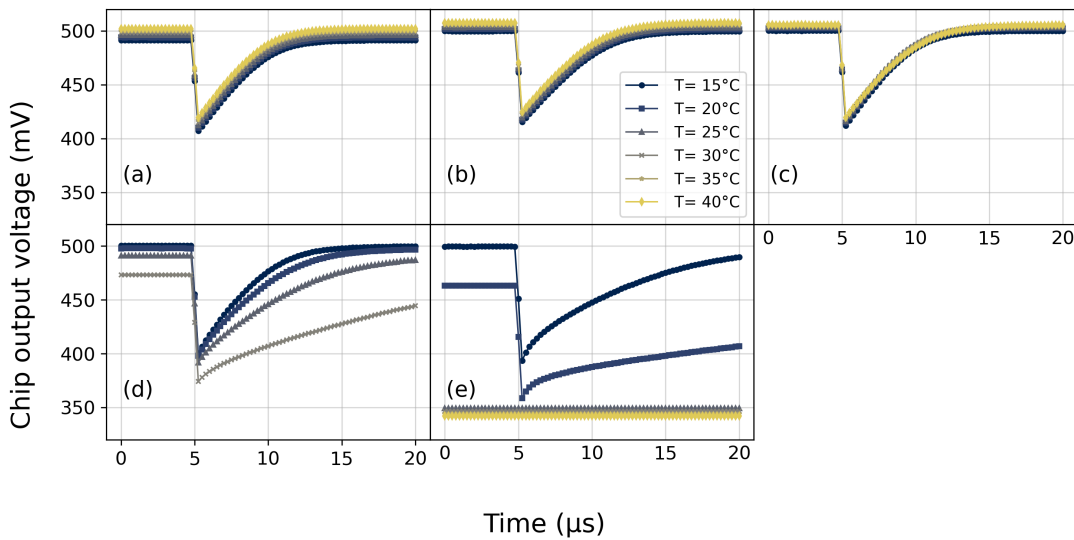 Chip output voltage (mV)
500
450
400
350
(a)
(b)
(c)
T= 15°C
T= 20°C
T= 25°C
T= 30°C
T= 35°C
T= 40°C
0 5 10 15 20
500
450
400
350
(d)
(e)
0 5 10 15 20
0 5 10 15 20
Time (μs)